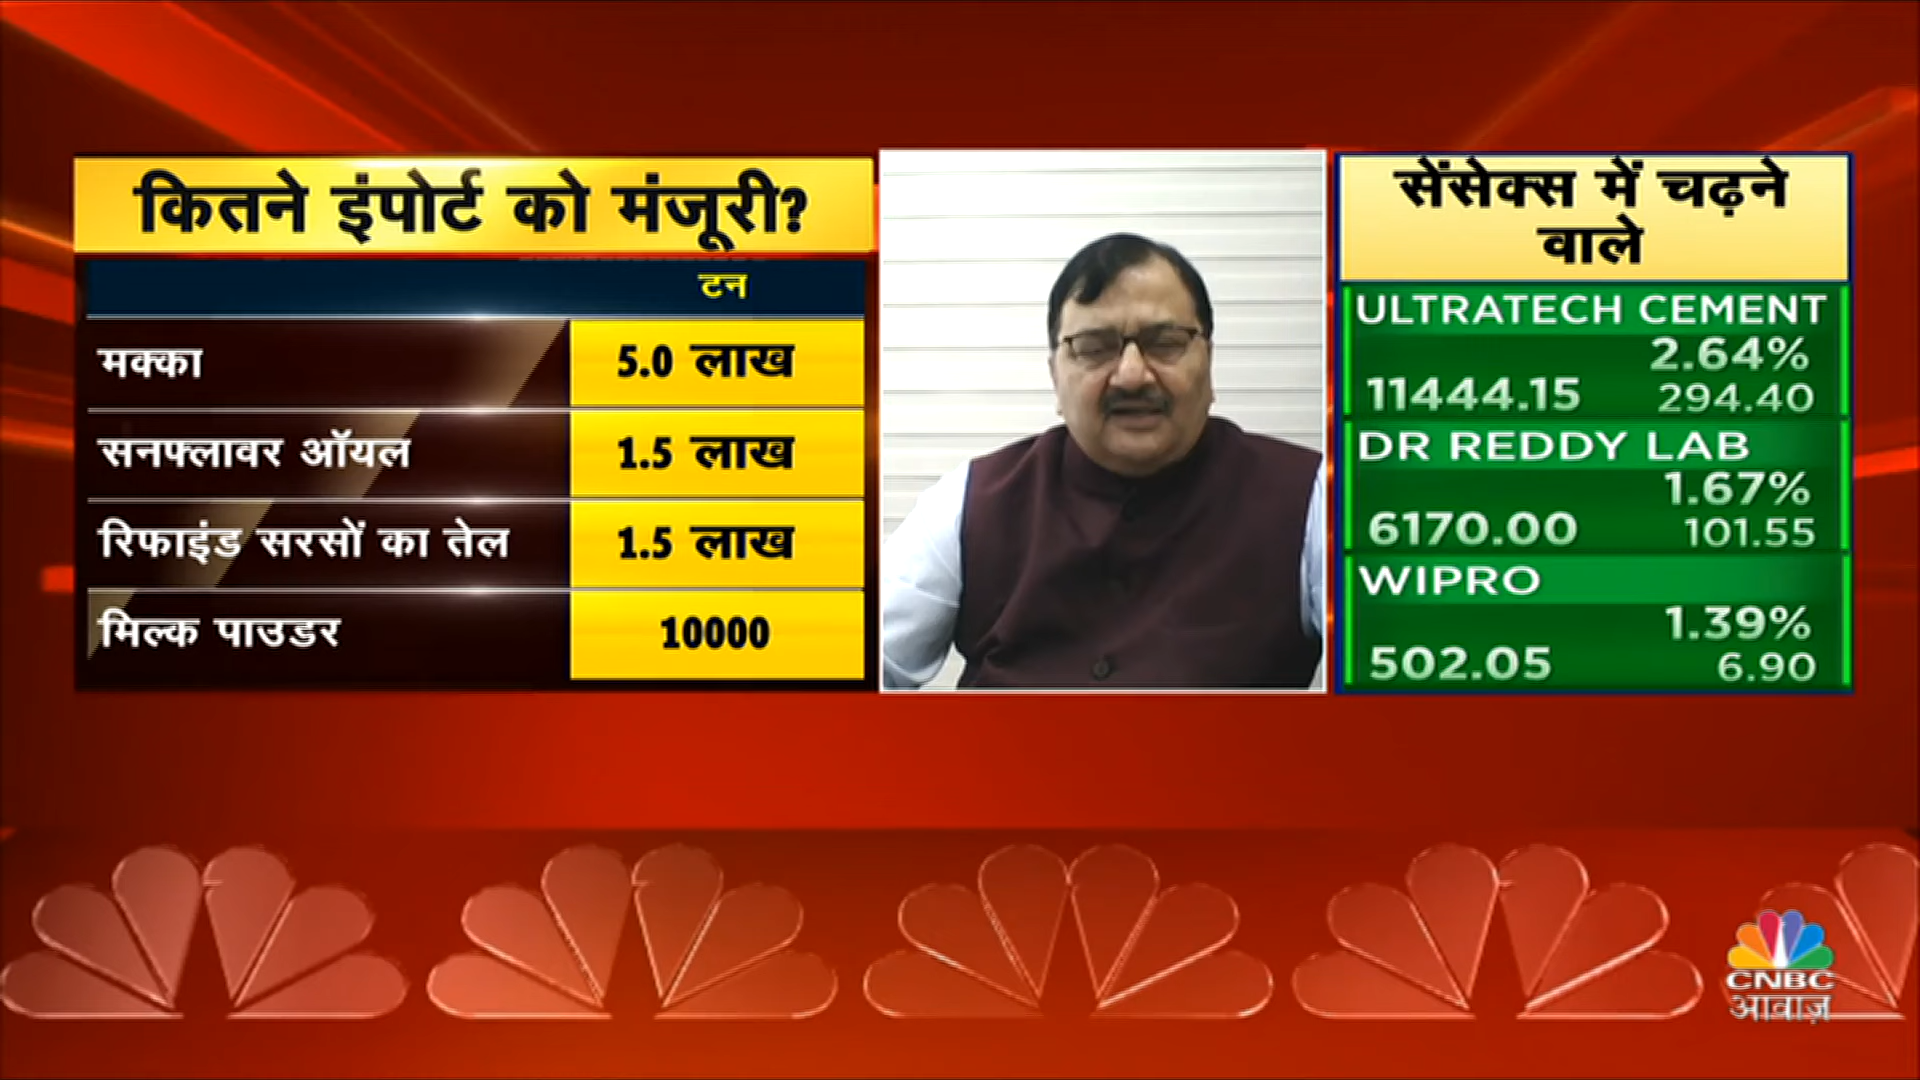 कितने इंपोर्ट को मंजूरी?
टन
मक्का 5.0 लाख
सनफ्लावर ऑयल 1.5 लाख
रिफाइंड सरसों का तेल 1.5 लाख
मिल्क पाउडर 10000
सेंसेक्स में चढ़ने
वाले
ULTRATECH CEMENT
2.64%
11444.15 294.40
DR REDDY LAB
1.67%
6170.00 101.55
WIPRO
1.39%
502.05 6.90
CNBC
आवाज़